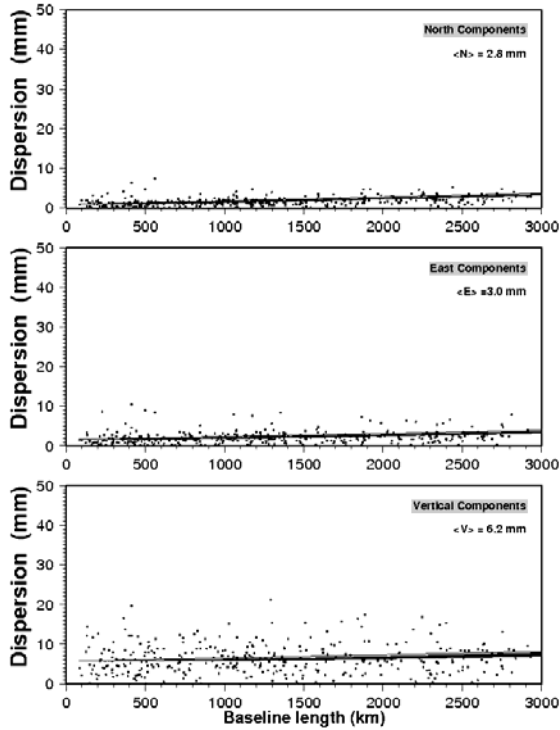 50
40
30
20
10
0
Dispersion (mm)
North Components
<N> = 2.8 mm
0 500 1000 1500 2000 2500 3000
50
40
30
20
10
0
Dispersion (mm)
East Components
<E> =3.0 mm
0 500 1000 1500 2000 2500 3000
50
40
30
20
10
0
Dispersion (mm)
Vertical Components
<V> = 6.2 mm
0 500 1000 1500 2000 2500 3000
Baseline length (km)